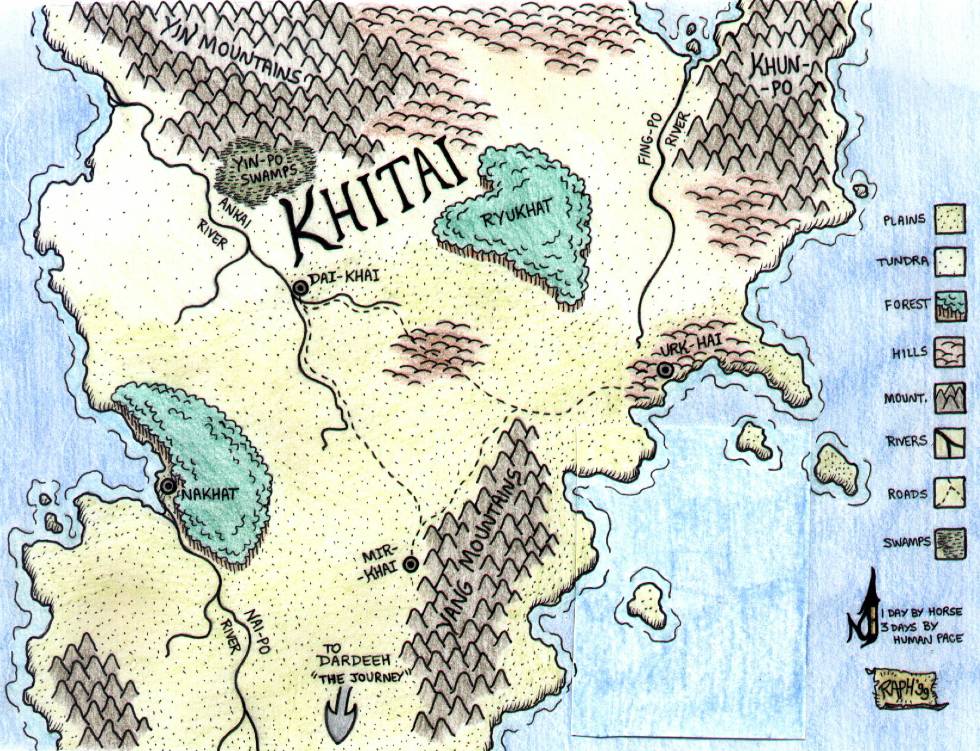 YIN MOUNTAINS
KHUN-
-PO
FING-PO
RIVER
YIN-PO
SWAMPS
KHITAI
RYUKHAT
ANKAI
RIVER
DAI-KHAI
URK-HAI
NAKHAT
MIR-
-KHAI
YANG MOUNTAINS
NAI-PO
RIVER
TO
DARDEEH
"THE JOURNEY"
PLAINS
TUNDRA
FOREST
HILLS
MOUNT.
RIVERS
ROADS
SWAMPS
N
1 DAY BY HORSE
3 DAYS BY
HUMAN PACE
RAPH '99